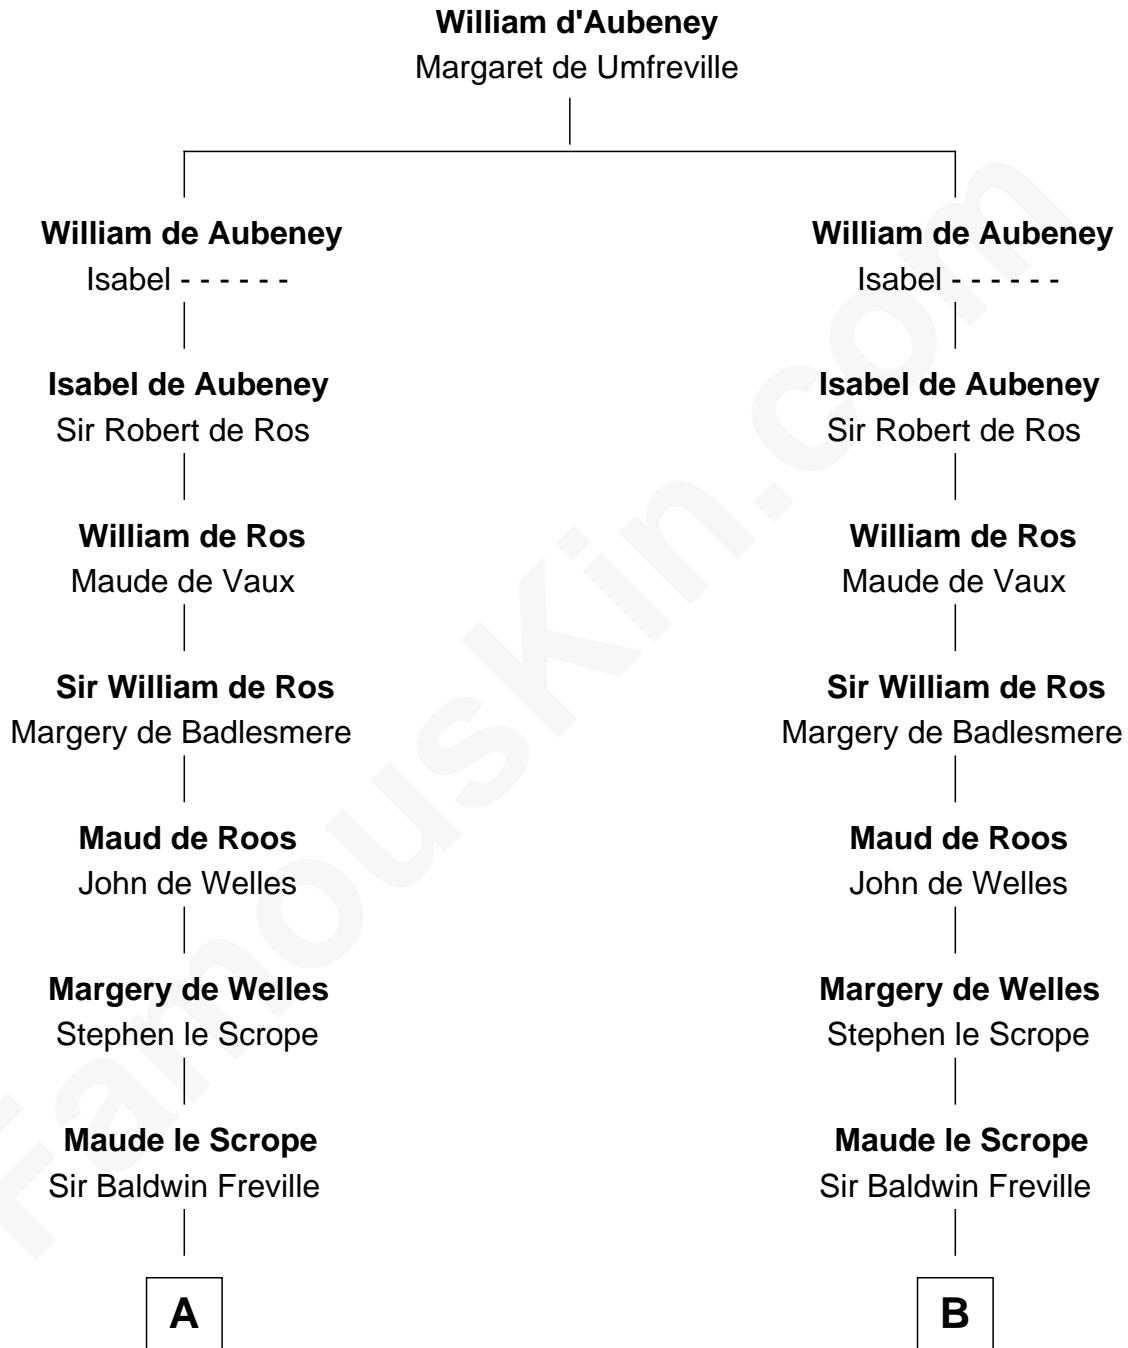 William d'Aubeney
Margaret de Umfreville
William de Aubeney
Isabel - - - - - -
William de Aubeney
Isabel - - - - - -
Isabel de Aubeney
Sir Robert de Ros
Isabel de Aubeney
Sir Robert de Ros
William de Ros
Maude de Vaux
William de Ros
Maude de Vaux
Sir William de Ros
Margery de Badlesmere
Sir William de Ros
Margery de Badlesmere
Maud de Roos
John de Welles
Maud de Roos
John de Welles
Margery de Welles
Stephen le Scrope
Margery de Welles
Stephen le Scrope
Maude le Scrope
Sir Baldwin Freville
Maude le Scrope
Sir Baldwin Freville
A
B
FamousKin.com